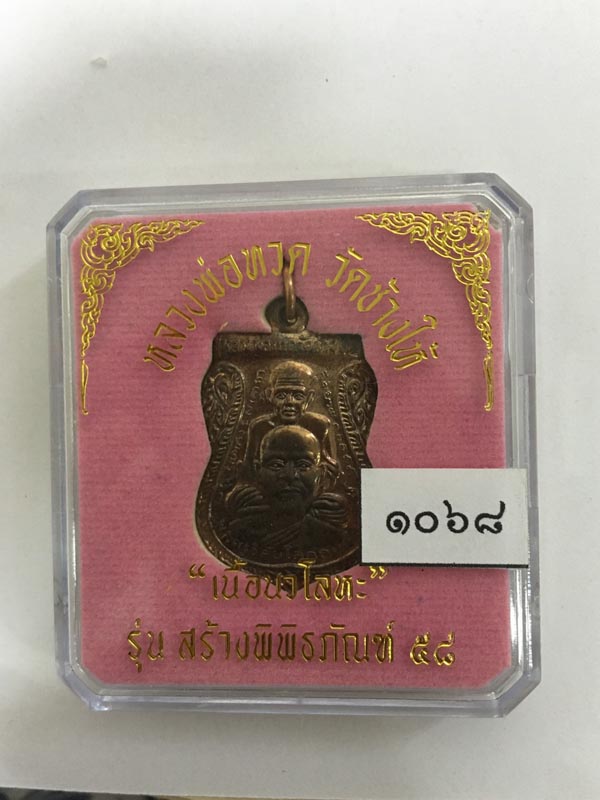 หลวงพ่อทวด วัดช้างให้
๑๐๖๘
“เนื้อนวโลหะ”
รุ่น สร้างพิพิธภัณฑ์ ๕๘